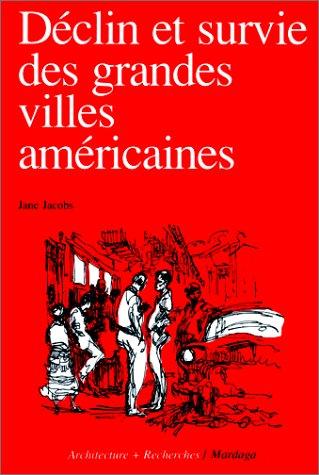 Déclin et survie
des grandes
villes
américaines
Jane Jacobs
Architecture + Recherches / Mardaga